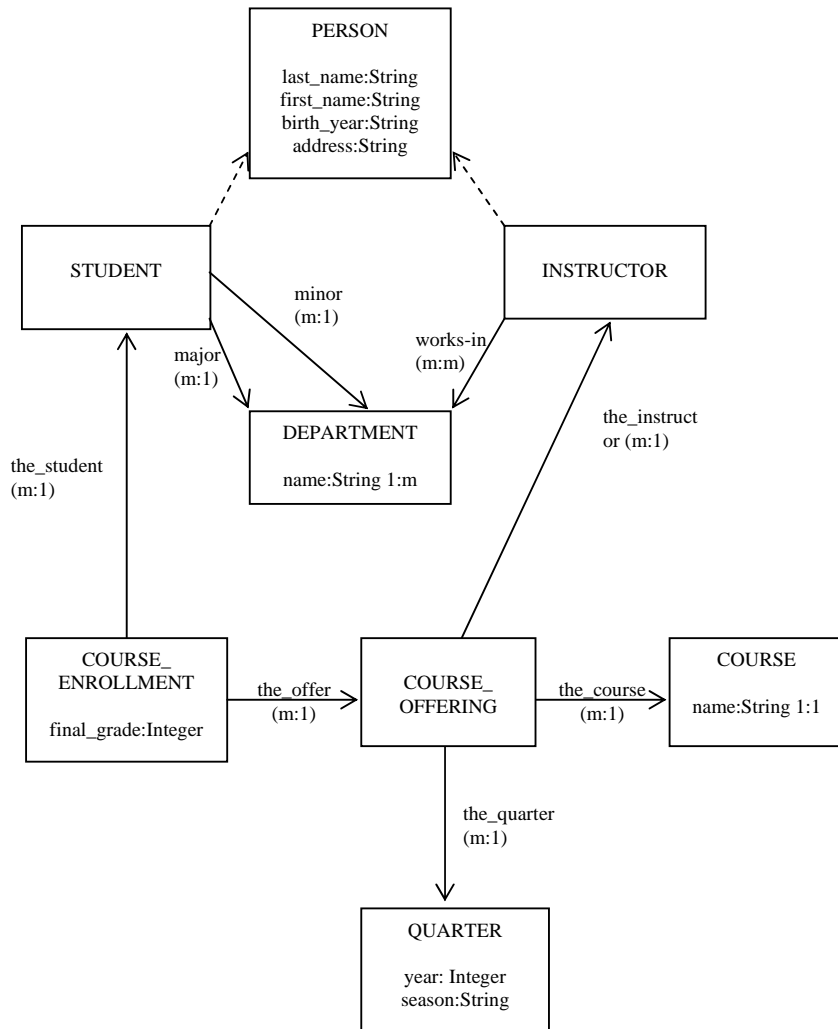 PERSON
last_name:String
first_name:String
birth_year:String
address:String
STUDENT
INSTRUCTOR
minor
(m:1)
works-in
(m:m)
major
(m:1)
DEPARTMENT
name:String 1:m
the_instruct
or (m:1)
the_student
(m:1)
COURSE_
ENROLLMENT
final_grade:Integer
the_offer
(m:1)
COURSE_
OFFERING
the_course
(m:1)
COURSE
name:String 1:1
the_quarter
(m:1)
QUARTER
year: Integer
season:String